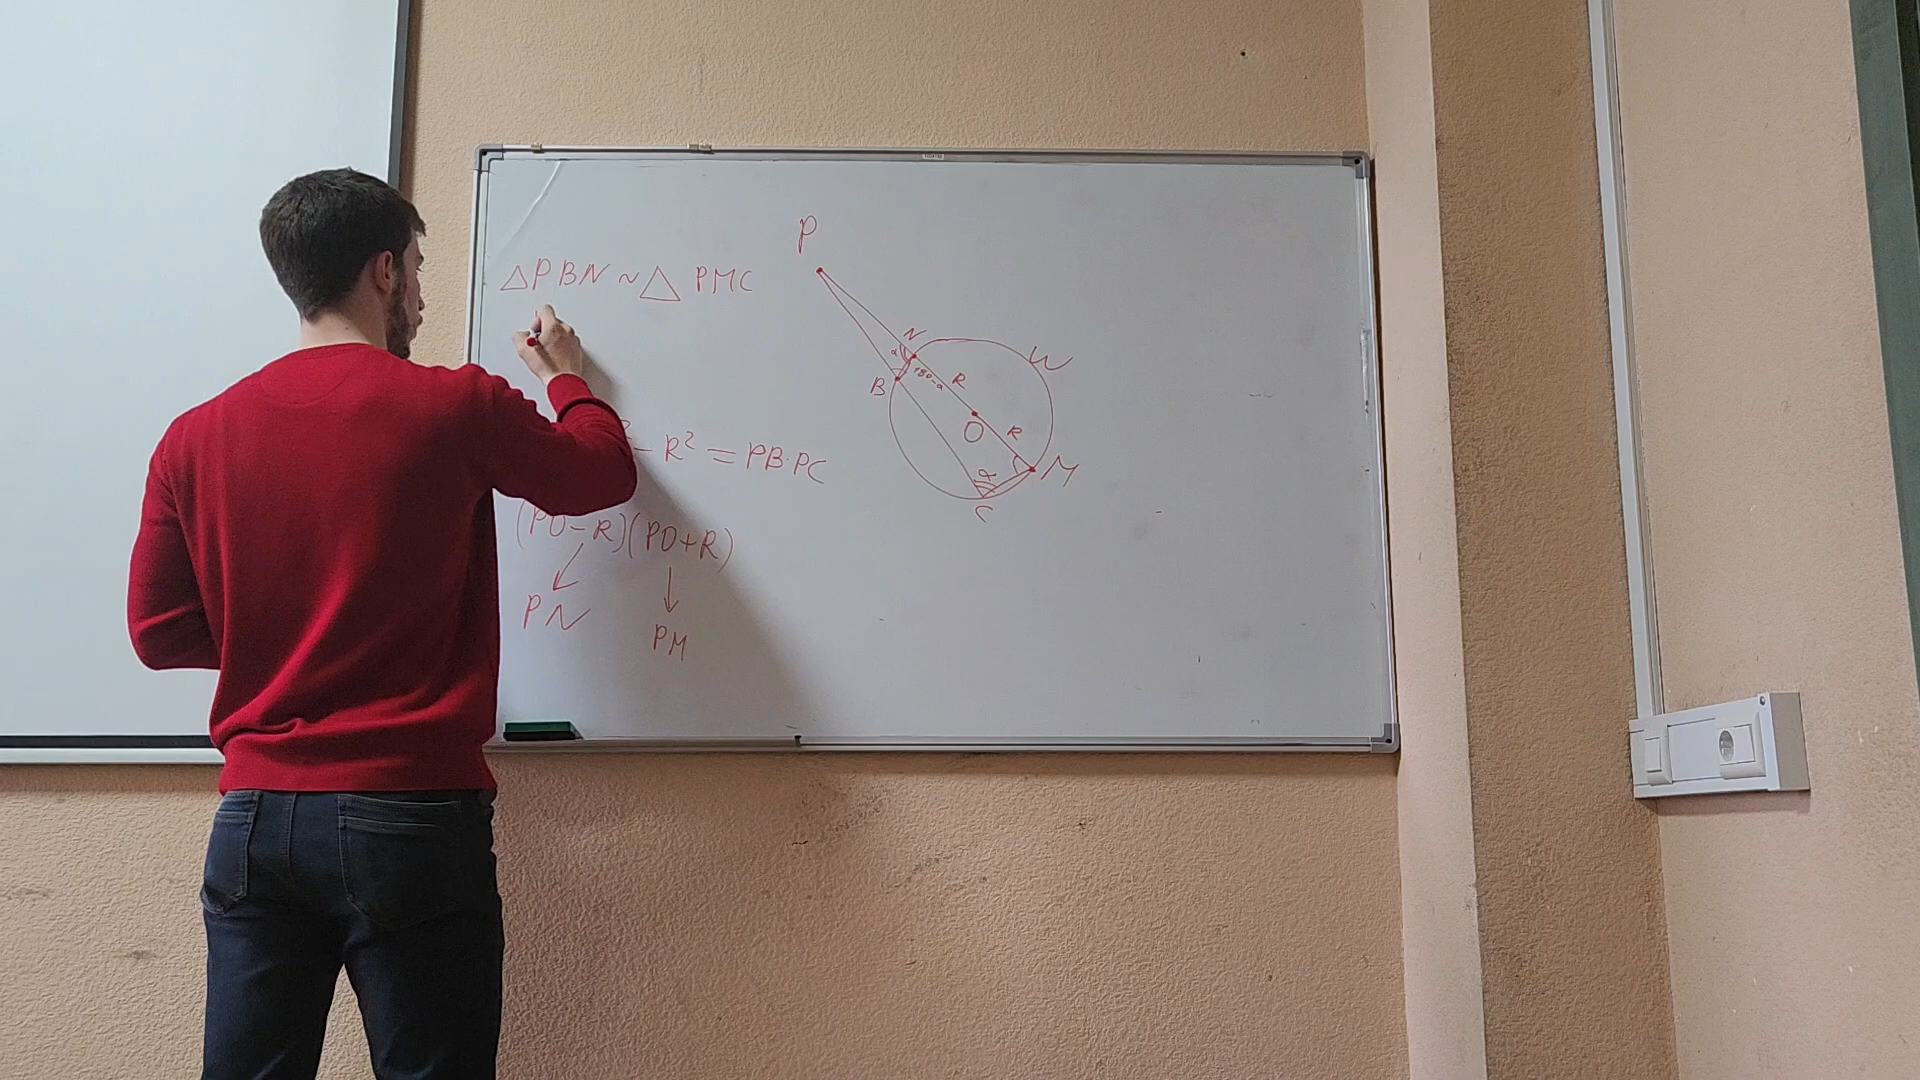 △PBN ~ △ PMC
- R² = PB·PC
(PO-R)(PO+R)
PN
PM
P
N
W
α
B
180-α
R
O
R
M
α
C